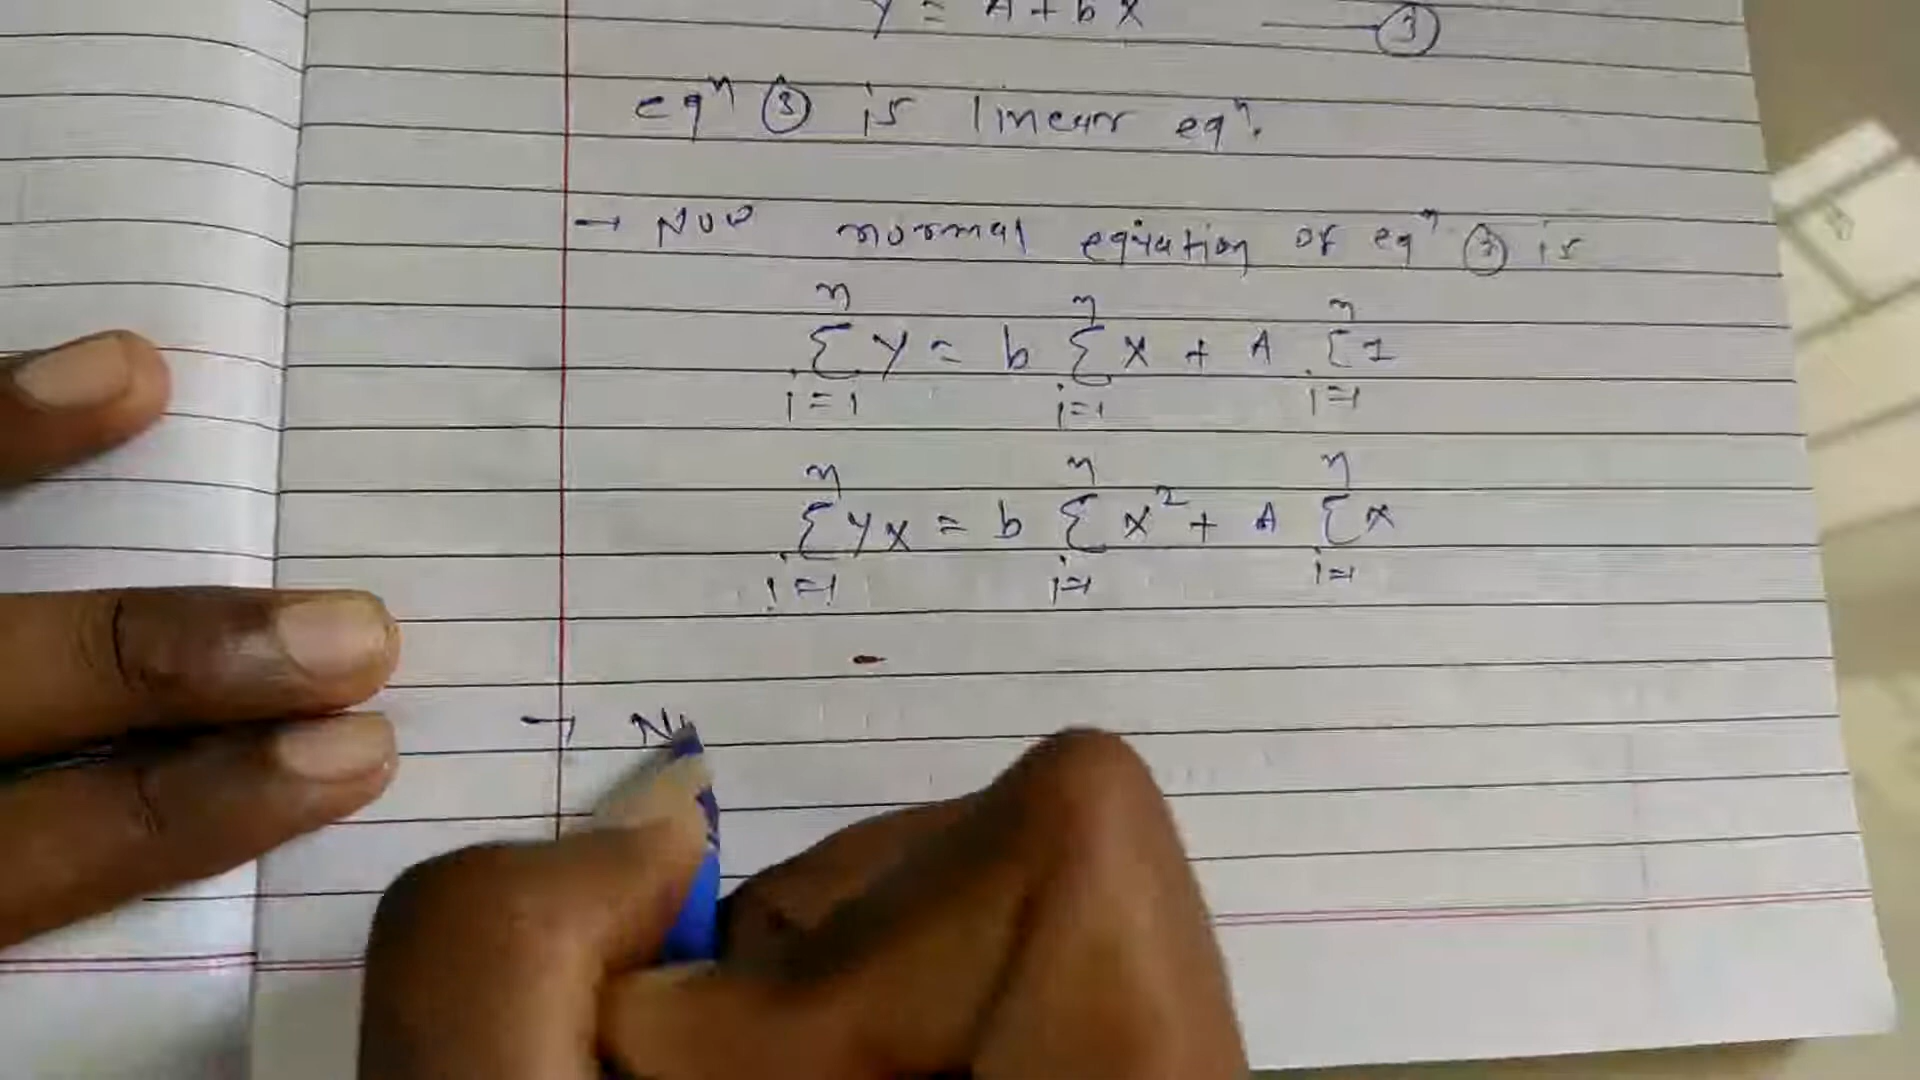 Y = A + b X —— ③
eqⁿ ③ is linear eqⁿ.
→ Now normal equation of eqⁿ ③ is
n n n
Σ Y = b Σ X + A Σ 1
i=1 i=1 i=1
n n n
Σ Y X = b Σ X² + A Σ x
i=1 i=1 i=1
→ N